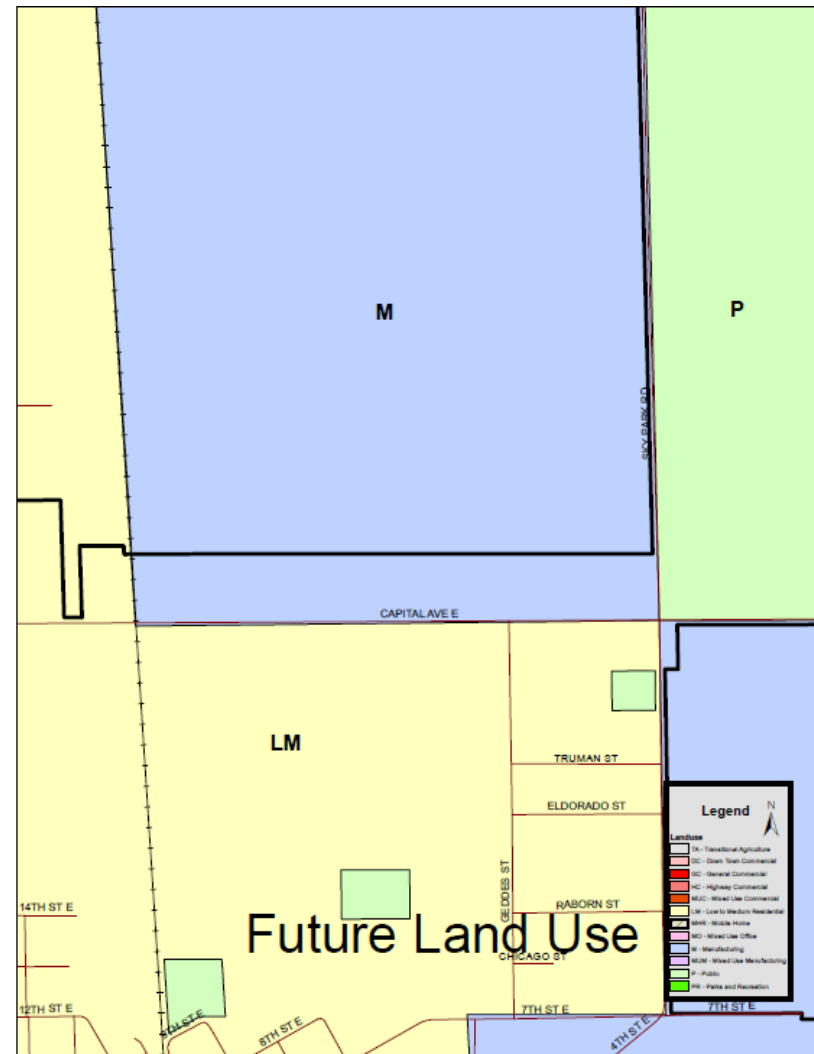 M
P
SKY PARK RD
CAPITAL AVE E
LM
TRUMAN ST
ELDORADO ST
GEDDES ST
RABORN ST
14TH ST E
Future Land Use
CHICAGO ST
12TH ST E
9TH ST E
8TH ST E
7TH ST E
4TH ST E
7TH ST E
Legend
N
Landuse
TA - Transitional Agriculture
DC - Down Town Commercial
GC - General Commercial
HC - Highway Commercial
MUC - Mixed Use Commercial
LM - Low to Medium Residential
MHR - Mobile Home
MO - Mixed Use Office
M - Manufacturing
MUM - Mixed Use Manufacturing
P - Public
PR - Parks and Recreation